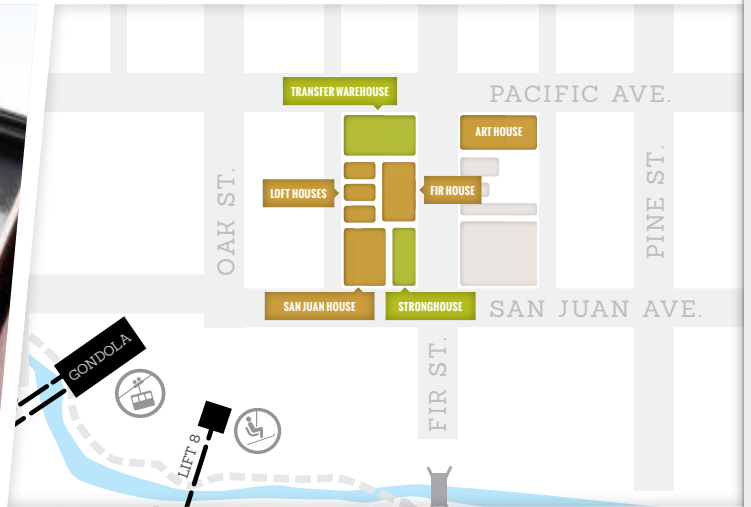 TRANSFER WAREHOUSE
PACIFIC AVE.
ART HOUSE
LOFT HOUSES
FIR HOUSE
OAK ST.
PINE ST.
SAN JUAN HOUSE
STRONGHOUSE
SAN JUAN AVE.
FIR ST.
GONDOLA
LIFT 8